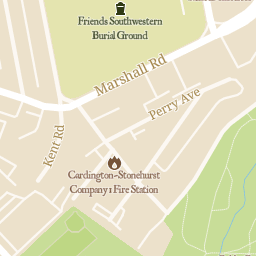 Friends Southwestern
Burial Ground
Marshall Rd
Perry Ave
Kent Rd
Cardington-Stonehurst
Company 1 Fire Station